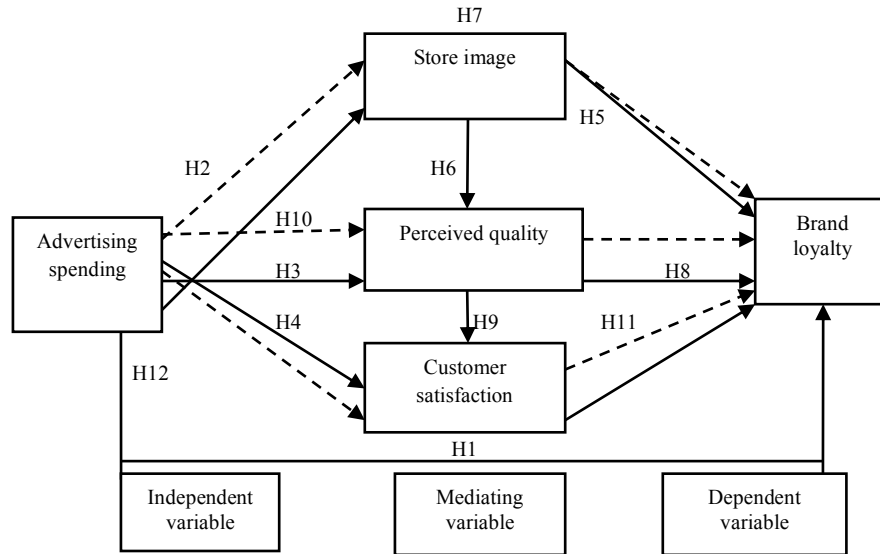 H7
Store image
H5
H2
H6
H10
Perceived quality
Brand
loyalty
Advertising
spending
H3
H8
H4
H9
H11
H12
Customer
satisfaction
H1
Independent
variable
Mediating
variable
Dependent
variable